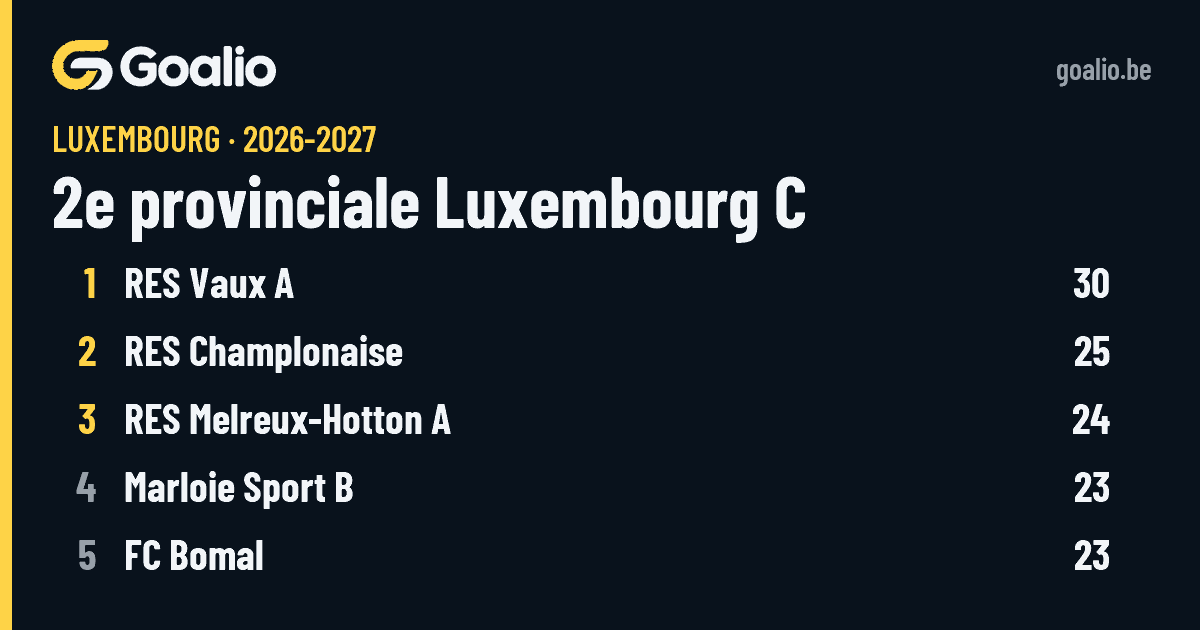 Goalio
goalio.be
LUXEMBOURG · 2026-2027
2e provinciale Luxembourg C
1 RES Vaux A 30
2 RES Champlonaise 25
3 RES Melreux-Hotton A 24
4 Marloie Sport B 23
5 FC Bomal 23